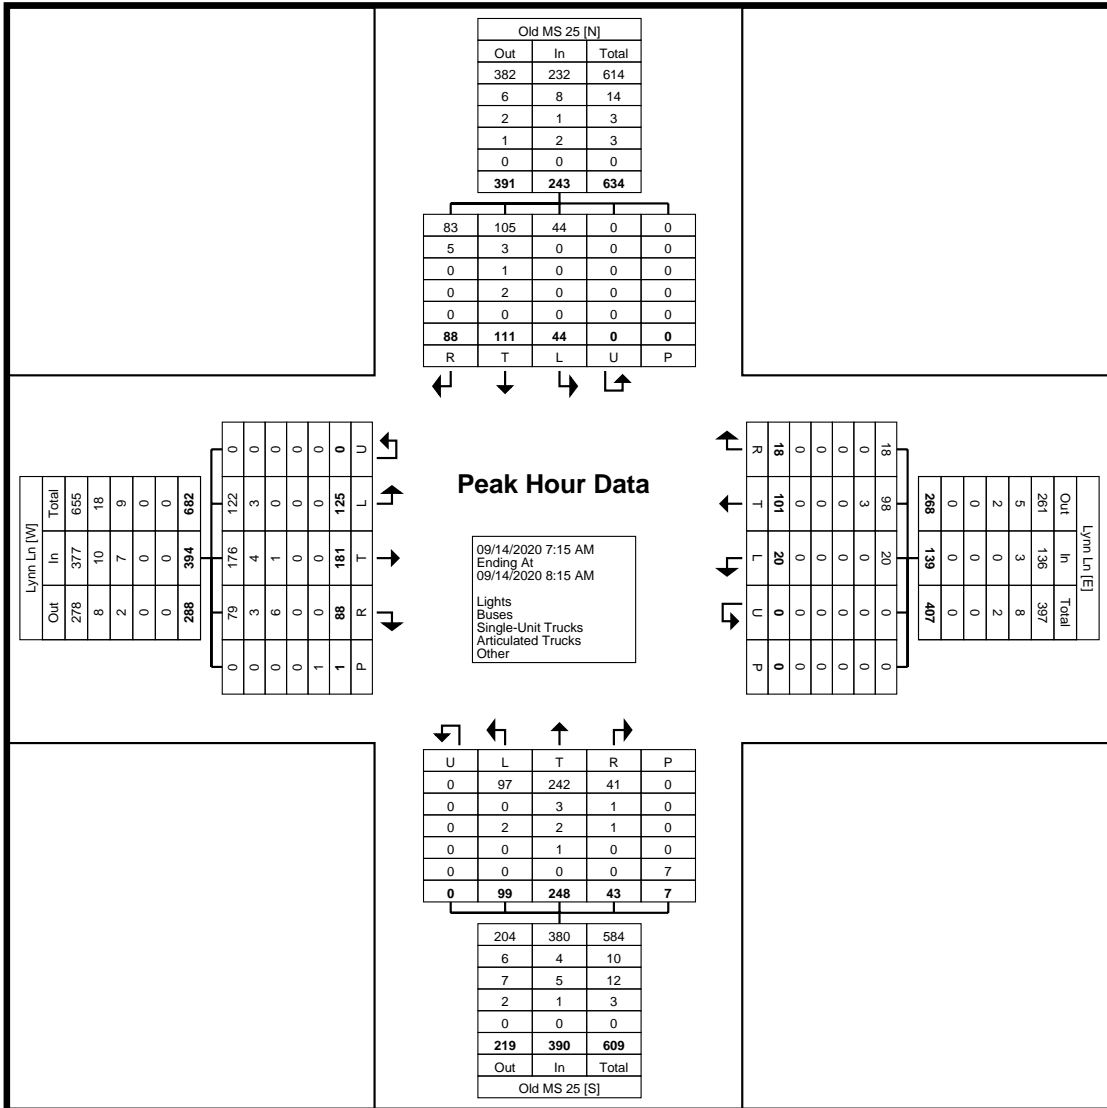 Old MS 25 [N]
Out In Total
382 232 614
6 8 14
2 1 3
1 2 3
0 0 0
391 243 634
83 105 44 0 0
5 3 0 0 0
0 1 0 0 0
0 2 0 0 0
0 0 0 0 0
88 111 44 0 0
R T L U P
Lynn Ln [W]
Total 655 18 9 0 0 682
In 377 10 7 0 0 394
Out 278 8 2 0 0 288
0 0 0 0 0 0 U
122 3 0 0 0 125 L
176 4 1 0 0 181 T
79 3 6 0 0 88 R
0 0 0 0 1 1 P
Peak Hour Data
09/14/2020 7:15 AM
Ending At
09/14/2020 8:15 AM
Lights
Buses
Single-Unit Trucks
Articulated Trucks
Other
R 18 0 0 0 0 18
T 101 0 0 0 3 98
L 20 0 0 0 0 20
U 0 0 0 0 0 0
P 0 0 0 0 0 0
268 0 0 2 5 261 Out
139 0 0 0 3 136 In
407 0 0 2 8 397 Total
Lynn Ln [E]
U L T R P
0 97 242 41 0
0 0 3 1 0
0 2 2 1 0
0 0 1 0 0
0 0 0 0 7
0 99 248 43 7
204 380 584
6 4 10
7 5 12
2 1 3
0 0 0
219 390 609
Out In Total
Old MS 25 [S]